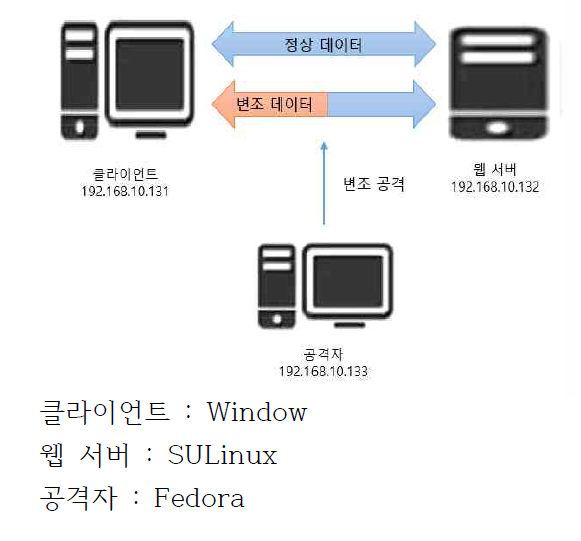 정상 데이터
변조 데이터
클라이언트
192.168.10.131
웹 서버
192.168.10.132
변조 공격
공격자
192.168.10.133
클라이언트 : Window
웹 서버 : SULinux
공격자 : Fedora